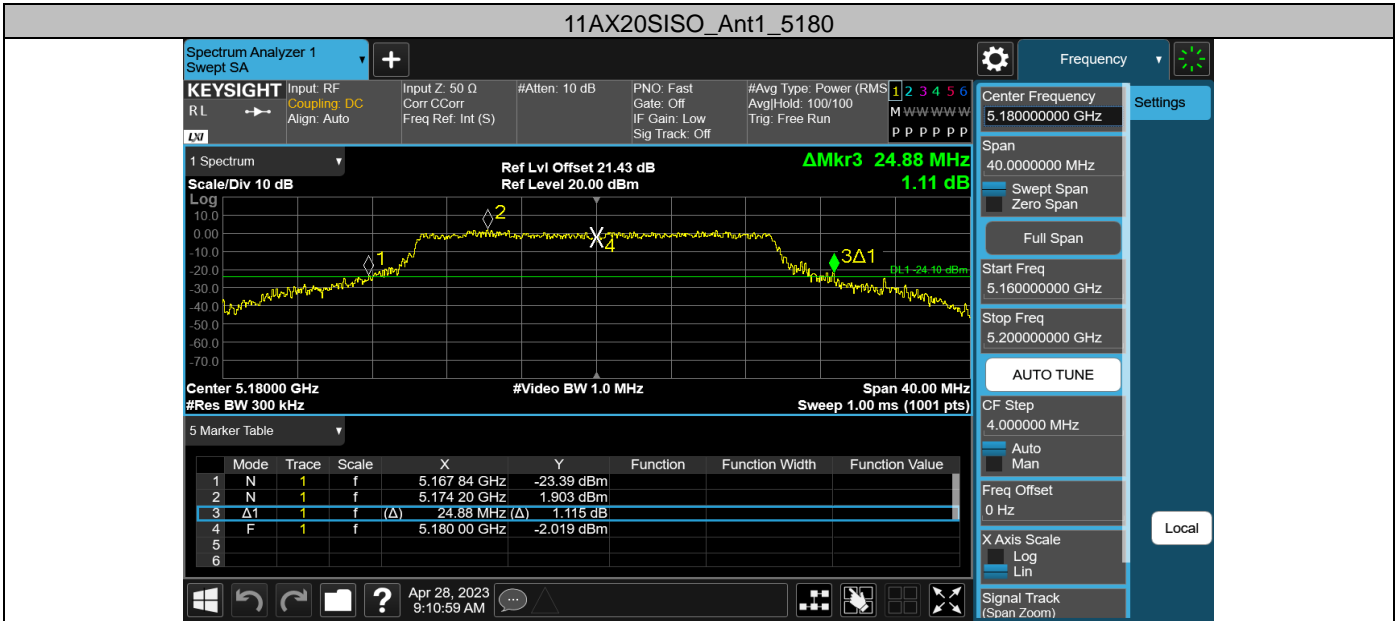 11AX20SISO_Ant1_5180
Spectrum Analyzer 1
Swept SA
Frequency
KEYSIGHT
RL
LXI
Input: RF
Coupling: DC
Align: Auto
Input Z: 50 Ω
Corr CCorr
Freq Ref: Int (S)
#Atten: 10 dB
PNO: Fast
Gate: Off
IF Gain: Low
Sig Track: Off
#Avg Type: Power (RMS
Avg|Hold: 100/100
Trig: Free Run
1 2 3 4 5 6
M W W W W W
P P P P P P
Center Frequency
5.180000000 GHz
Settings
Span
40.0000000 MHz
Swept Span
Zero Span
Full Span
Start Freq
5.160000000 GHz
Stop Freq
5.200000000 GHz
AUTO TUNE
CF Step
4.000000 MHz
Auto
Man
Freq Offset
0 Hz
X Axis Scale
Log
Lin
Local
Signal Track
(Span Zoom)
1 Spectrum
Ref Lvl Offset 21.43 dB
ΔMkr3 24.88 MHz
Scale/Div 10 dB
Ref Level 20.00 dBm
1.11 dB
Log
10.0
0.00
-10.0
-20.0
-30.0
-40.0
-50.0
-60.0
-70.0
1
2
4
3Δ1
DL1 -24.10 dBm
Center 5.18000 GHz
#Video BW 1.0 MHz
Span 40.00 MHz
#Res BW 300 kHz
Sweep 1.00 ms (1001 pts)
5 Marker Table
Mode Trace Scale X Y Function Function Width Function Value
1 N 1 f 5.167 84 GHz -23.39 dBm
2 N 1 f 5.174 20 GHz 1.903 dBm
3 Δ1 1 f (Δ) 24.88 MHz (Δ) 1.115 dB
4 F 1 f 5.180 00 GHz -2.019 dBm
5
6
?
Apr 28, 2023
9:10:59 AM